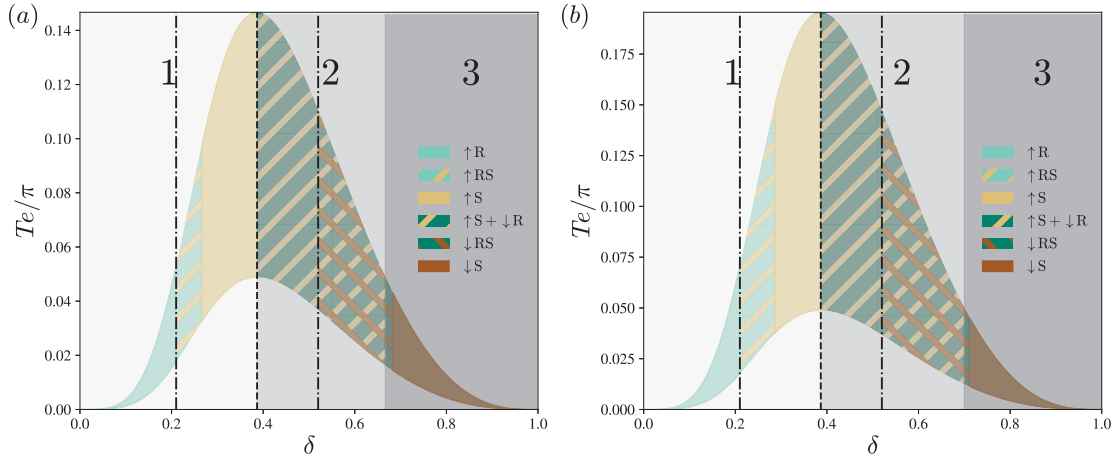 (a)
0.14
0.12
0.10
0.08
0.06
0.04
0.02
0.00
Te/π
1
2
3
↑R
↑RS
↑S
↑S + ↓R
↓RS
↓S
0.0 0.2 0.4 0.6 0.8 1.0
δ
(b)
0.175
0.150
0.125
0.100
0.075
0.050
0.025
0.000
Te/π
1
2
3
↑R
↑RS
↑S
↑S + ↓R
↓RS
↓S
0.0 0.2 0.4 0.6 0.8 1.0
δ